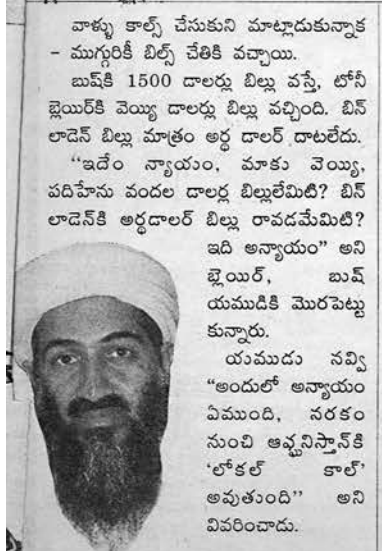 వాళ్ళు కాల్స్ చేసుకుని మాట్లాడుకున్నాక
- ముగ్గురికీ బిల్స్ చేతికి వచ్చాయి.
బుష్‌కి 1500 డాలర్లు బిల్లు వస్తే, టోనీ
బ్లెయిర్‌కి వెయ్యి డాలర్లు బిల్లు వచ్చింది. బిన్
లాడెన్ బిల్లు మాత్రం అర్ధ డాలర్ దాటలేదు.
"ఇదేం న్యాయం, మాకు వెయ్యి,
పదిహేను వందల డాలర్ల బిల్లులేమిటి? బిన్
లాడెన్‌కి అర్ధడాలర్ బిల్లు రావడమేమిటి?
ఇది అన్యాయం" అని
బ్లెయిర్, బుష్
యముడికి మొరపెట్టు
కున్నారు.
యముడు నవ్వి
"అందులో అన్యాయం
ఏముంది, నరకం
నుంచి ఆఫ్ఘనిస్తాన్‌కి
'లోకల్ కాల్'
అవుతుంది" అని
వివరించాడు.